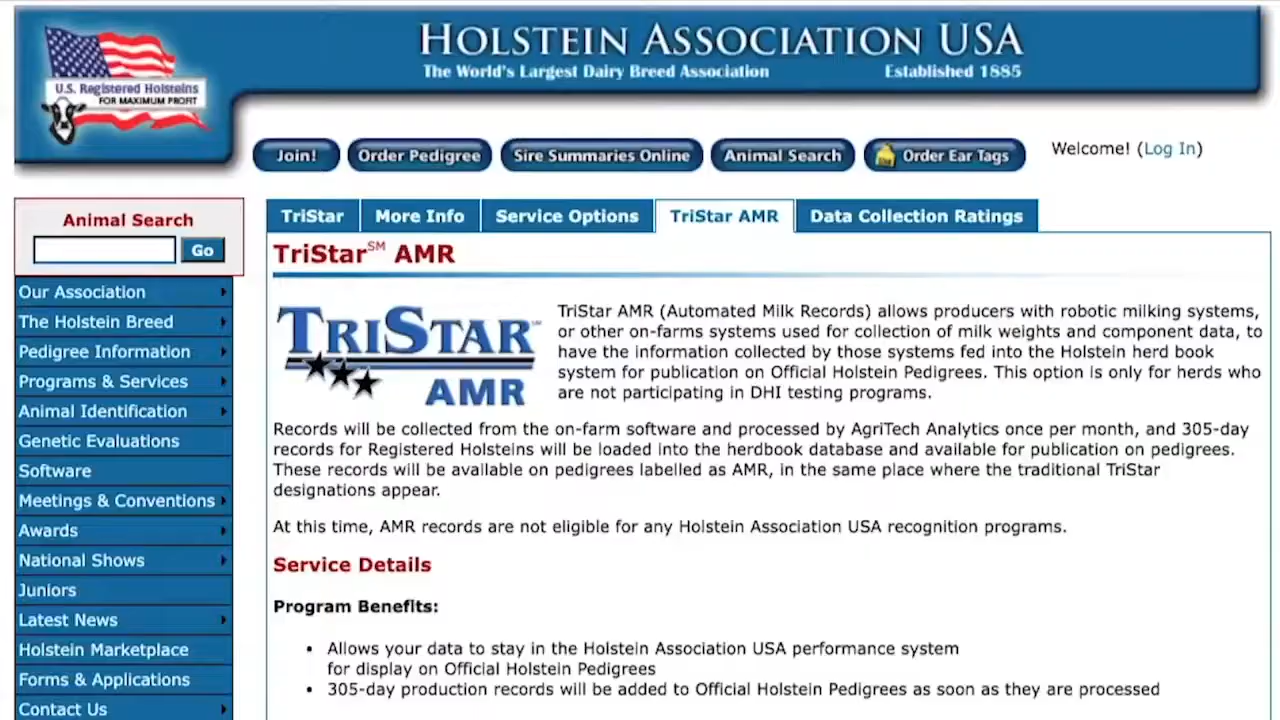 HOLSTEIN ASSOCIATION USA
The World's Largest Dairy Breed Association Established 1885
U.S. Registered Holsteins
FOR MAXIMUM PROFIT
Join! Order Pedigree Sire Summaries Online Animal Search Order Ear Tags
Welcome! (Log In)
Animal Search
Go
Our Association
The Holstein Breed
Pedigree Information
Programs & Services
Animal Identification
Genetic Evaluations
Software
Meetings & Conventions
Awards
National Shows
Juniors
Latest News
Holstein Marketplace
Forms & Applications
Contact Us
TriStar More Info Service Options TriStar AMR Data Collection Ratings
TriStar℠ AMR
TRISTAR℠
AMR
TriStar AMR (Automated Milk Records) allows producers with robotic milking systems,
or other on-farms systems used for collection of milk weights and component data, to
have the information collected by those systems fed into the Holstein herd book
system for publication on Official Holstein Pedigrees. This option is only for herds who
are not participating in DHI testing programs.
Records will be collected from the on-farm software and processed by AgriTech Analytics once per month, and 305-day
records for Registered Holsteins will be loaded into the herdbook database and available for publication on pedigrees.
These records will be available on pedigrees labelled as AMR, in the same place where the traditional TriStar
designations appear.
At this time, AMR records are not eligible for any Holstein Association USA recognition programs.
Service Details
Program Benefits:
• Allows your data to stay in the Holstein Association USA performance system
for display on Official Holstein Pedigrees
• 305-day production records will be added to Official Holstein Pedigrees as soon as they are processed